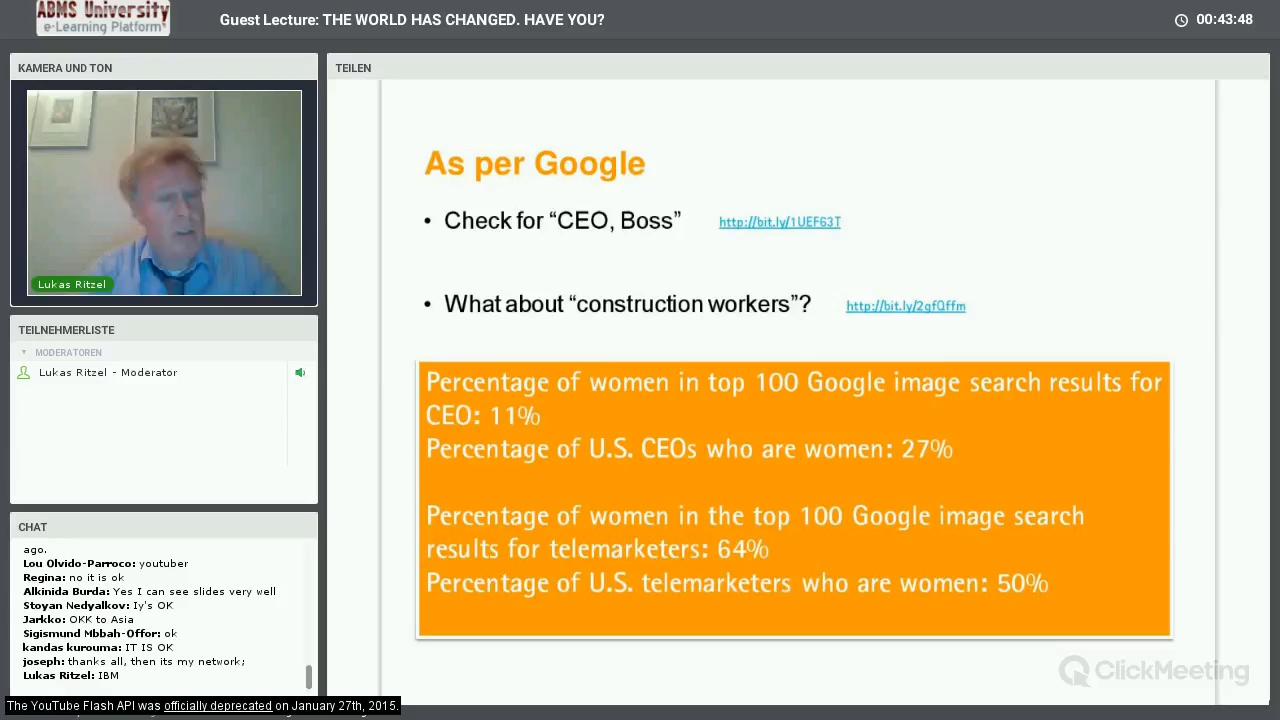 ABMS University
e-Learning Platform
Guest Lecture: THE WORLD HAS CHANGED. HAVE YOU?
00:43:48
KAMERA UND TON
Lukas Ritzel
TEILNEHMERLISTE
MODERATOREN
Lukas Ritzel - Moderator
CHAT
ago.
Lou Olvido-Parroco: youtuber
Regina: no it is ok
Alkinida Burda: Yes I can see slides very well
Stoyan Nedyalkov: Iy's OK
Jarkko: OKK to Asia
Sigismund Mbbah-Offor: ok
kandas kurouma: IT IS OK
joseph: thanks all, then its my network;
Lukas Ritzel: IBM
The YouTube Flash API was officially deprecated on January 27th, 2015.
TEILEN
As per Google
• Check for “CEO, Boss” http://bit.ly/1UEF63T
• What about “construction workers”? http://bit.ly/2gfQffm
Percentage of women in top 100 Google image search results for
CEO: 11%
Percentage of U.S. CEOs who are women: 27%
Percentage of women in the top 100 Google image search
results for telemarketers: 64%
Percentage of U.S. telemarketers who are women: 50%
ClickMeeting